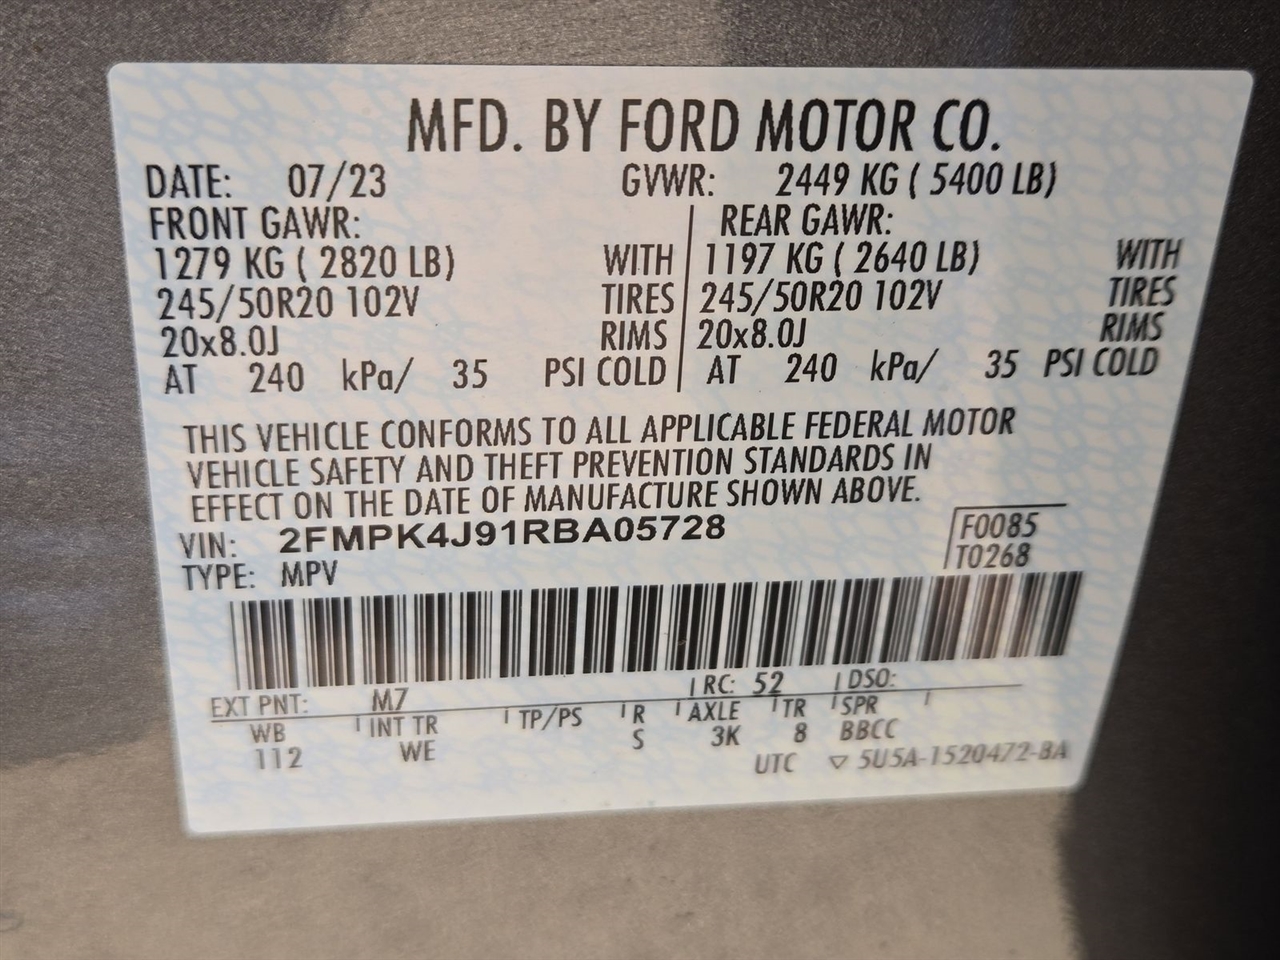 MFD. BY FORD MOTOR CO.
DATE: 07/23 GVWR: 2449 KG ( 5400 LB)
FRONT GAWR: REAR GAWR:
1279 KG ( 2820 LB) WITH 1197 KG ( 2640 LB) WITH
245/50R20 102V TIRES 245/50R20 102V TIRES
20x8.0J RIMS 20x8.0J RIMS
AT 240 kPa/ 35 PSI COLD AT 240 kPa/ 35 PSI COLD
THIS VEHICLE CONFORMS TO ALL APPLICABLE FEDERAL MOTOR
VEHICLE SAFETY AND THEFT PREVENTION STANDARDS IN
EFFECT ON THE DATE OF MANUFACTURE SHOWN ABOVE.
VIN: 2FMPK4J91RBA05728 F0085
TYPE: MPV T0268
EXT PNT: M7 RC: 52 DSO:
WB INT TR TP/PS R AXLE TR SPR
112 WE S 3K 8 BBCC
UTC ▽ 5U5A-1520472-BA